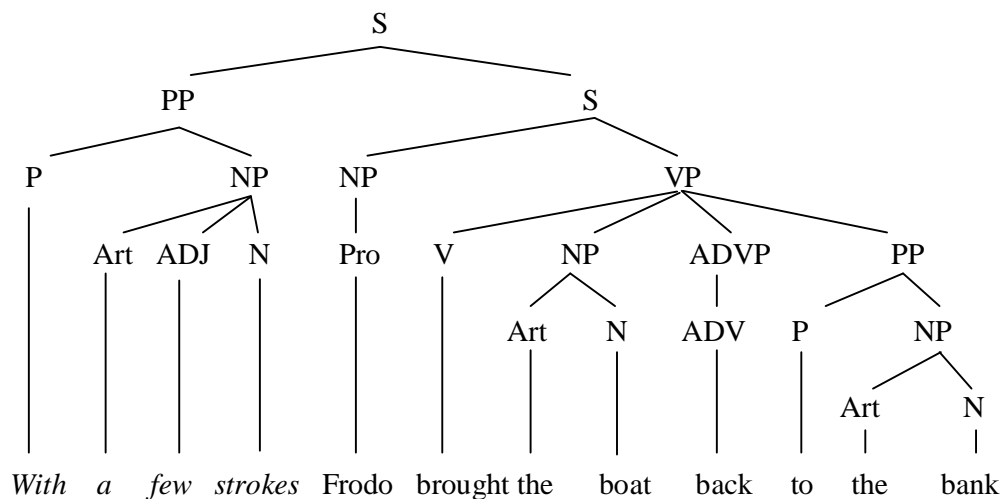 S
PP S
P NP NP VP
Art ADJ N Pro V NP ADVP PP
Art N ADV P NP
Art N
With a few strokes Frodo brought the boat back to the bank